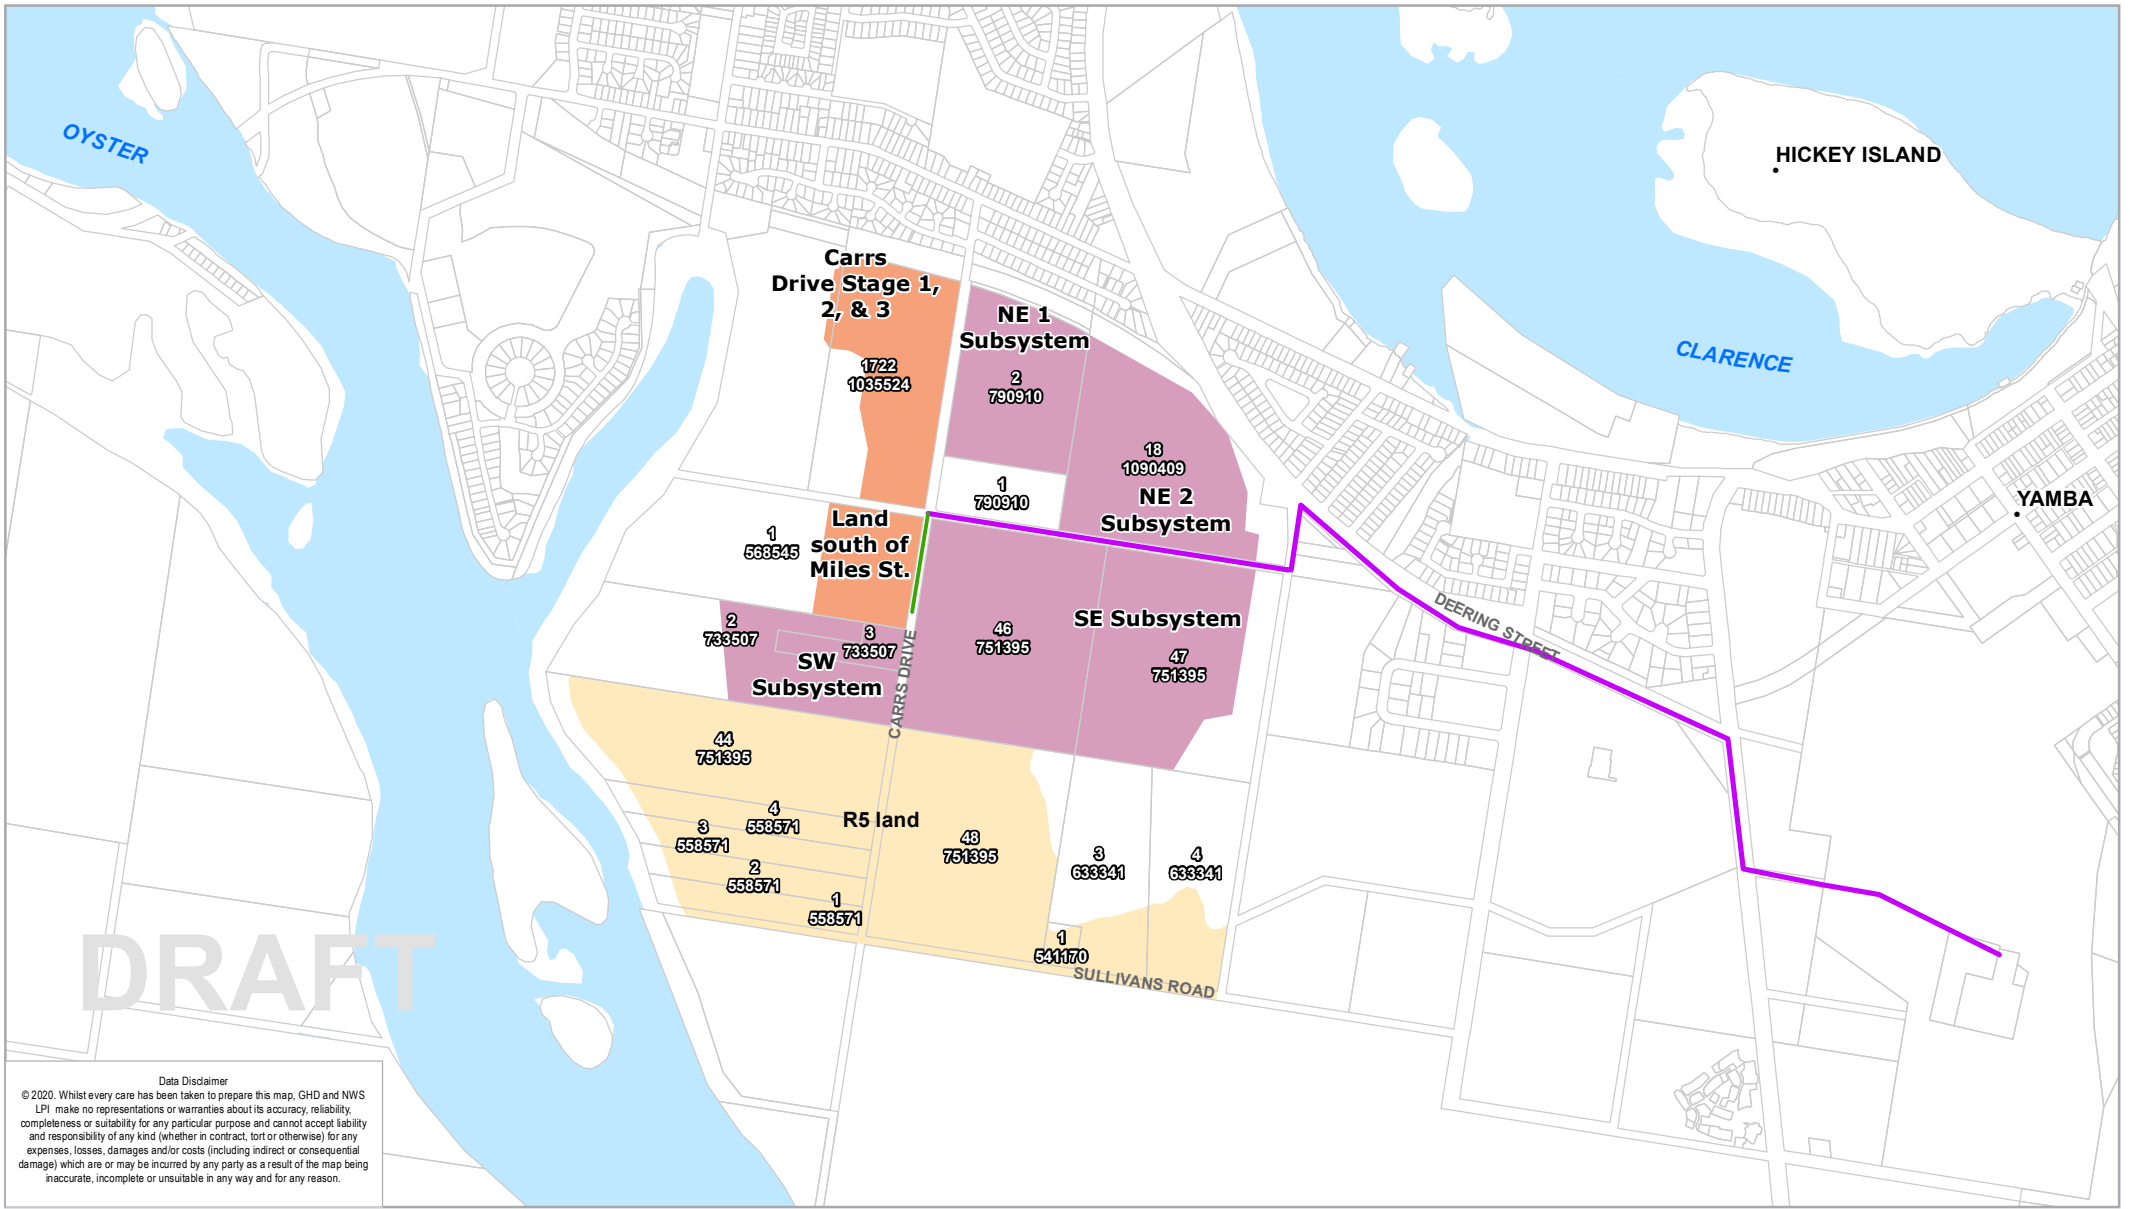 OYSTER
HICKEY ISLAND
Carrs
Drive Stage 1,
2, & 3
NE 1
Subsystem
CLARENCE
1722
1035524
2
790910
18
1090409
1
790910
NE 2
Subsystem
YAMBA
Land
south of
Miles St.
1
568545
DEERING STREET
SE Subsystem
2
733507
3
733507
46
751395
47
751395
SW
Subsystem
CARRS DRIVE
44
751395
4
558571
R5 land
3
558571
48
751395
3
633341
4
633341
2
558571
1
558571
1
541170
SULLIVANS ROAD
DRAFT
Data Disclaimer
© 2020. Whilst every care has been taken to prepare this map, GHD and NWS
LPI make no representations or warranties about its accuracy, reliability,
completeness or suitability for any particular purpose and cannot accept liability
and responsibility of any kind (whether in contract, tort or otherwise) for any
expenses, losses, damages and/or costs (including indirect or consequential
damage) which are or may be incurred by any party as a result of the map being
inaccurate, incomplete or unsuitable in any way and for any reason.